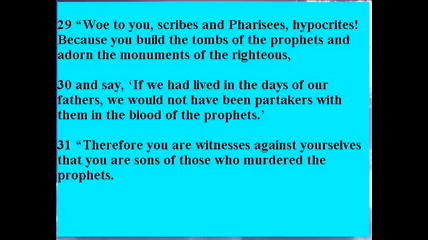 29 “Woe to you, scribes and Pharisees, hypocrites!
Because you build the tombs of the prophets and
adorn the monuments of the righteous,
30 and say, ‘If we had lived in the days of our
fathers, we would not have been partakers with
them in the blood of the prophets.’
31 “Therefore you are witnesses against yourselves
that you are sons of those who murdered the
prophets.